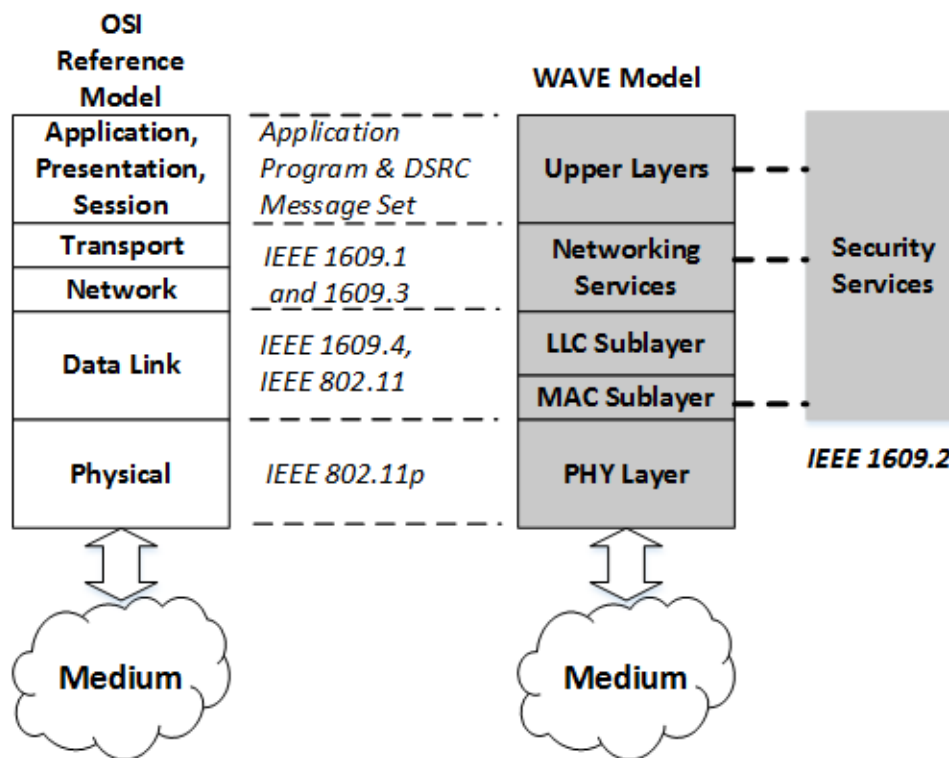 OSI
Reference
Model
WAVE Model
Application,
Presentation,
Session
Application
Program & DSRC
Message Set
Upper Layers
Transport
Network
IEEE 1609.1
and 1609.3
Networking
Services
Security
Services
Data Link
IEEE 1609.4,
IEEE 802.11
LLC Sublayer
MAC Sublayer
IEEE 1609.2
Physical
IEEE 802.11p
PHY Layer
Medium
Medium